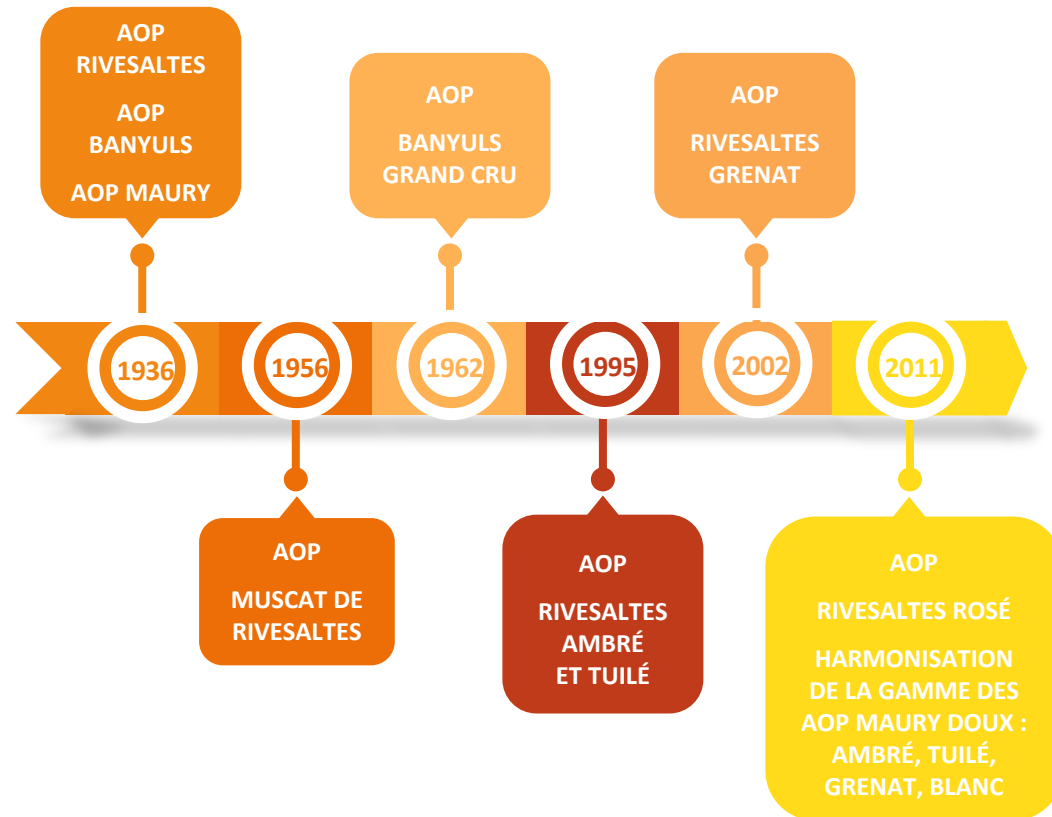 AOP
RIVESALTES
AOP
BANYULS
AOP MAURY
AOP
BANYULS
GRAND CRU
AOP
RIVESALTES
GRENAT
1936
1956
1962
1995
2002
2011
AOP
MUSCAT DE
RIVESALTES
AOP
RIVESALTES
AMBRÉ
ET TUILÉ
AOP
RIVESALTES ROSÉ
HARMONISATION
DE LA GAMME DES
AOP MAURY DOUX :
AMBRÉ, TUILÉ,
GRENAT, BLANC